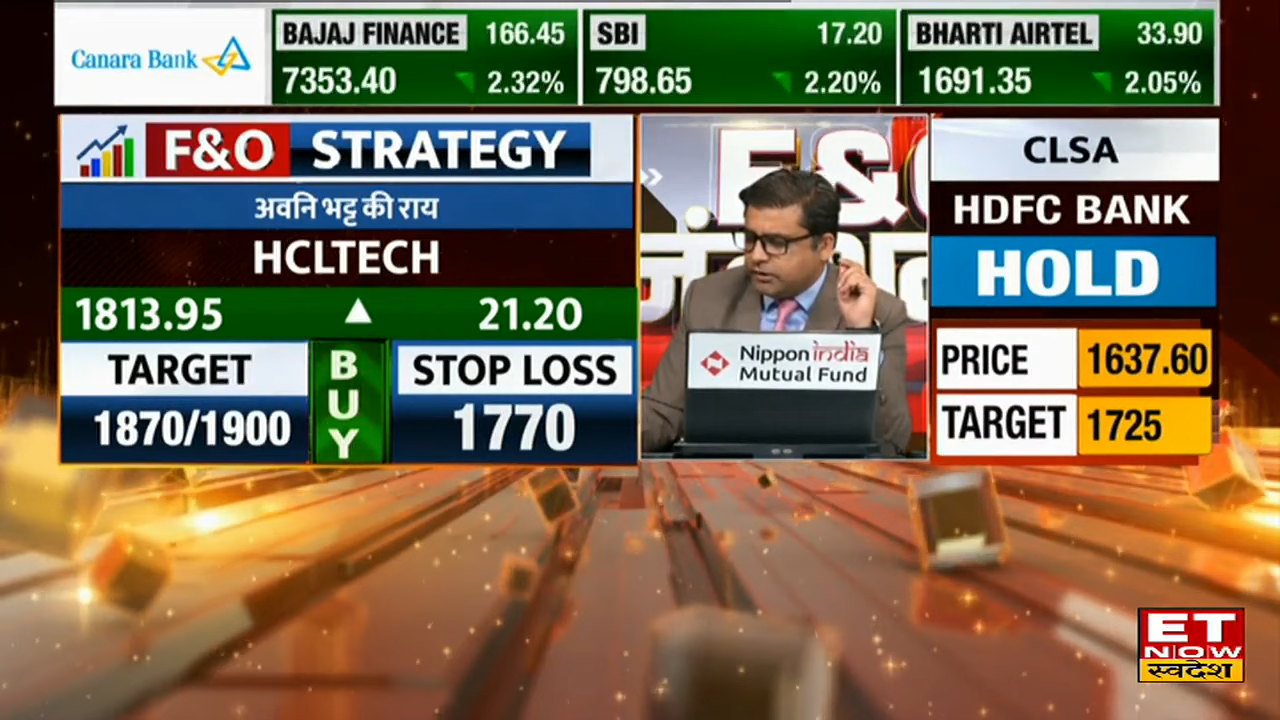 Canara Bank
BAJAJ FINANCE 166.45
7353.40 2.32%
SBI 17.20
798.65 2.20%
BHARTI AIRTEL 33.90
1691.35 2.05%
F&O STRATEGY
अवनि भट्ट की राय
HCLTECH
1813.95 ▲ 21.20
TARGET
1870/1900
BUY
STOP LOSS
1770
F&
Nippon india
Mutual Fund
CLSA
HDFC BANK
HOLD
PRICE 1637.60
TARGET 1725
ET
NOW
स्वदेश